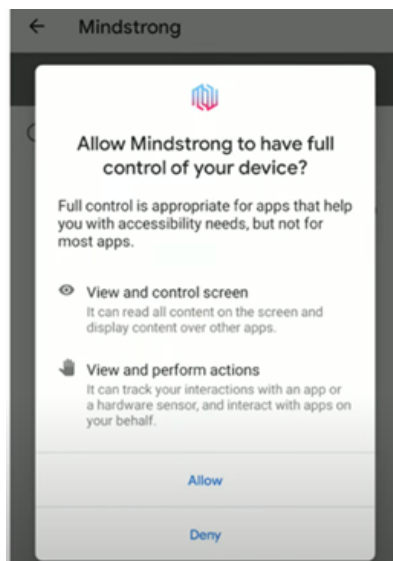 Mindstrong
Allow Mindstrong to have full
control of your device?
Full control is appropriate for apps that help
you with accessibility needs, but not for
most apps.
View and control screen
It can read all content on the screen and
display content over other apps.
View and perform actions
It can track your interactions with an app or
a hardware sensor, and interact with apps on
your behalf.
Allow
Deny